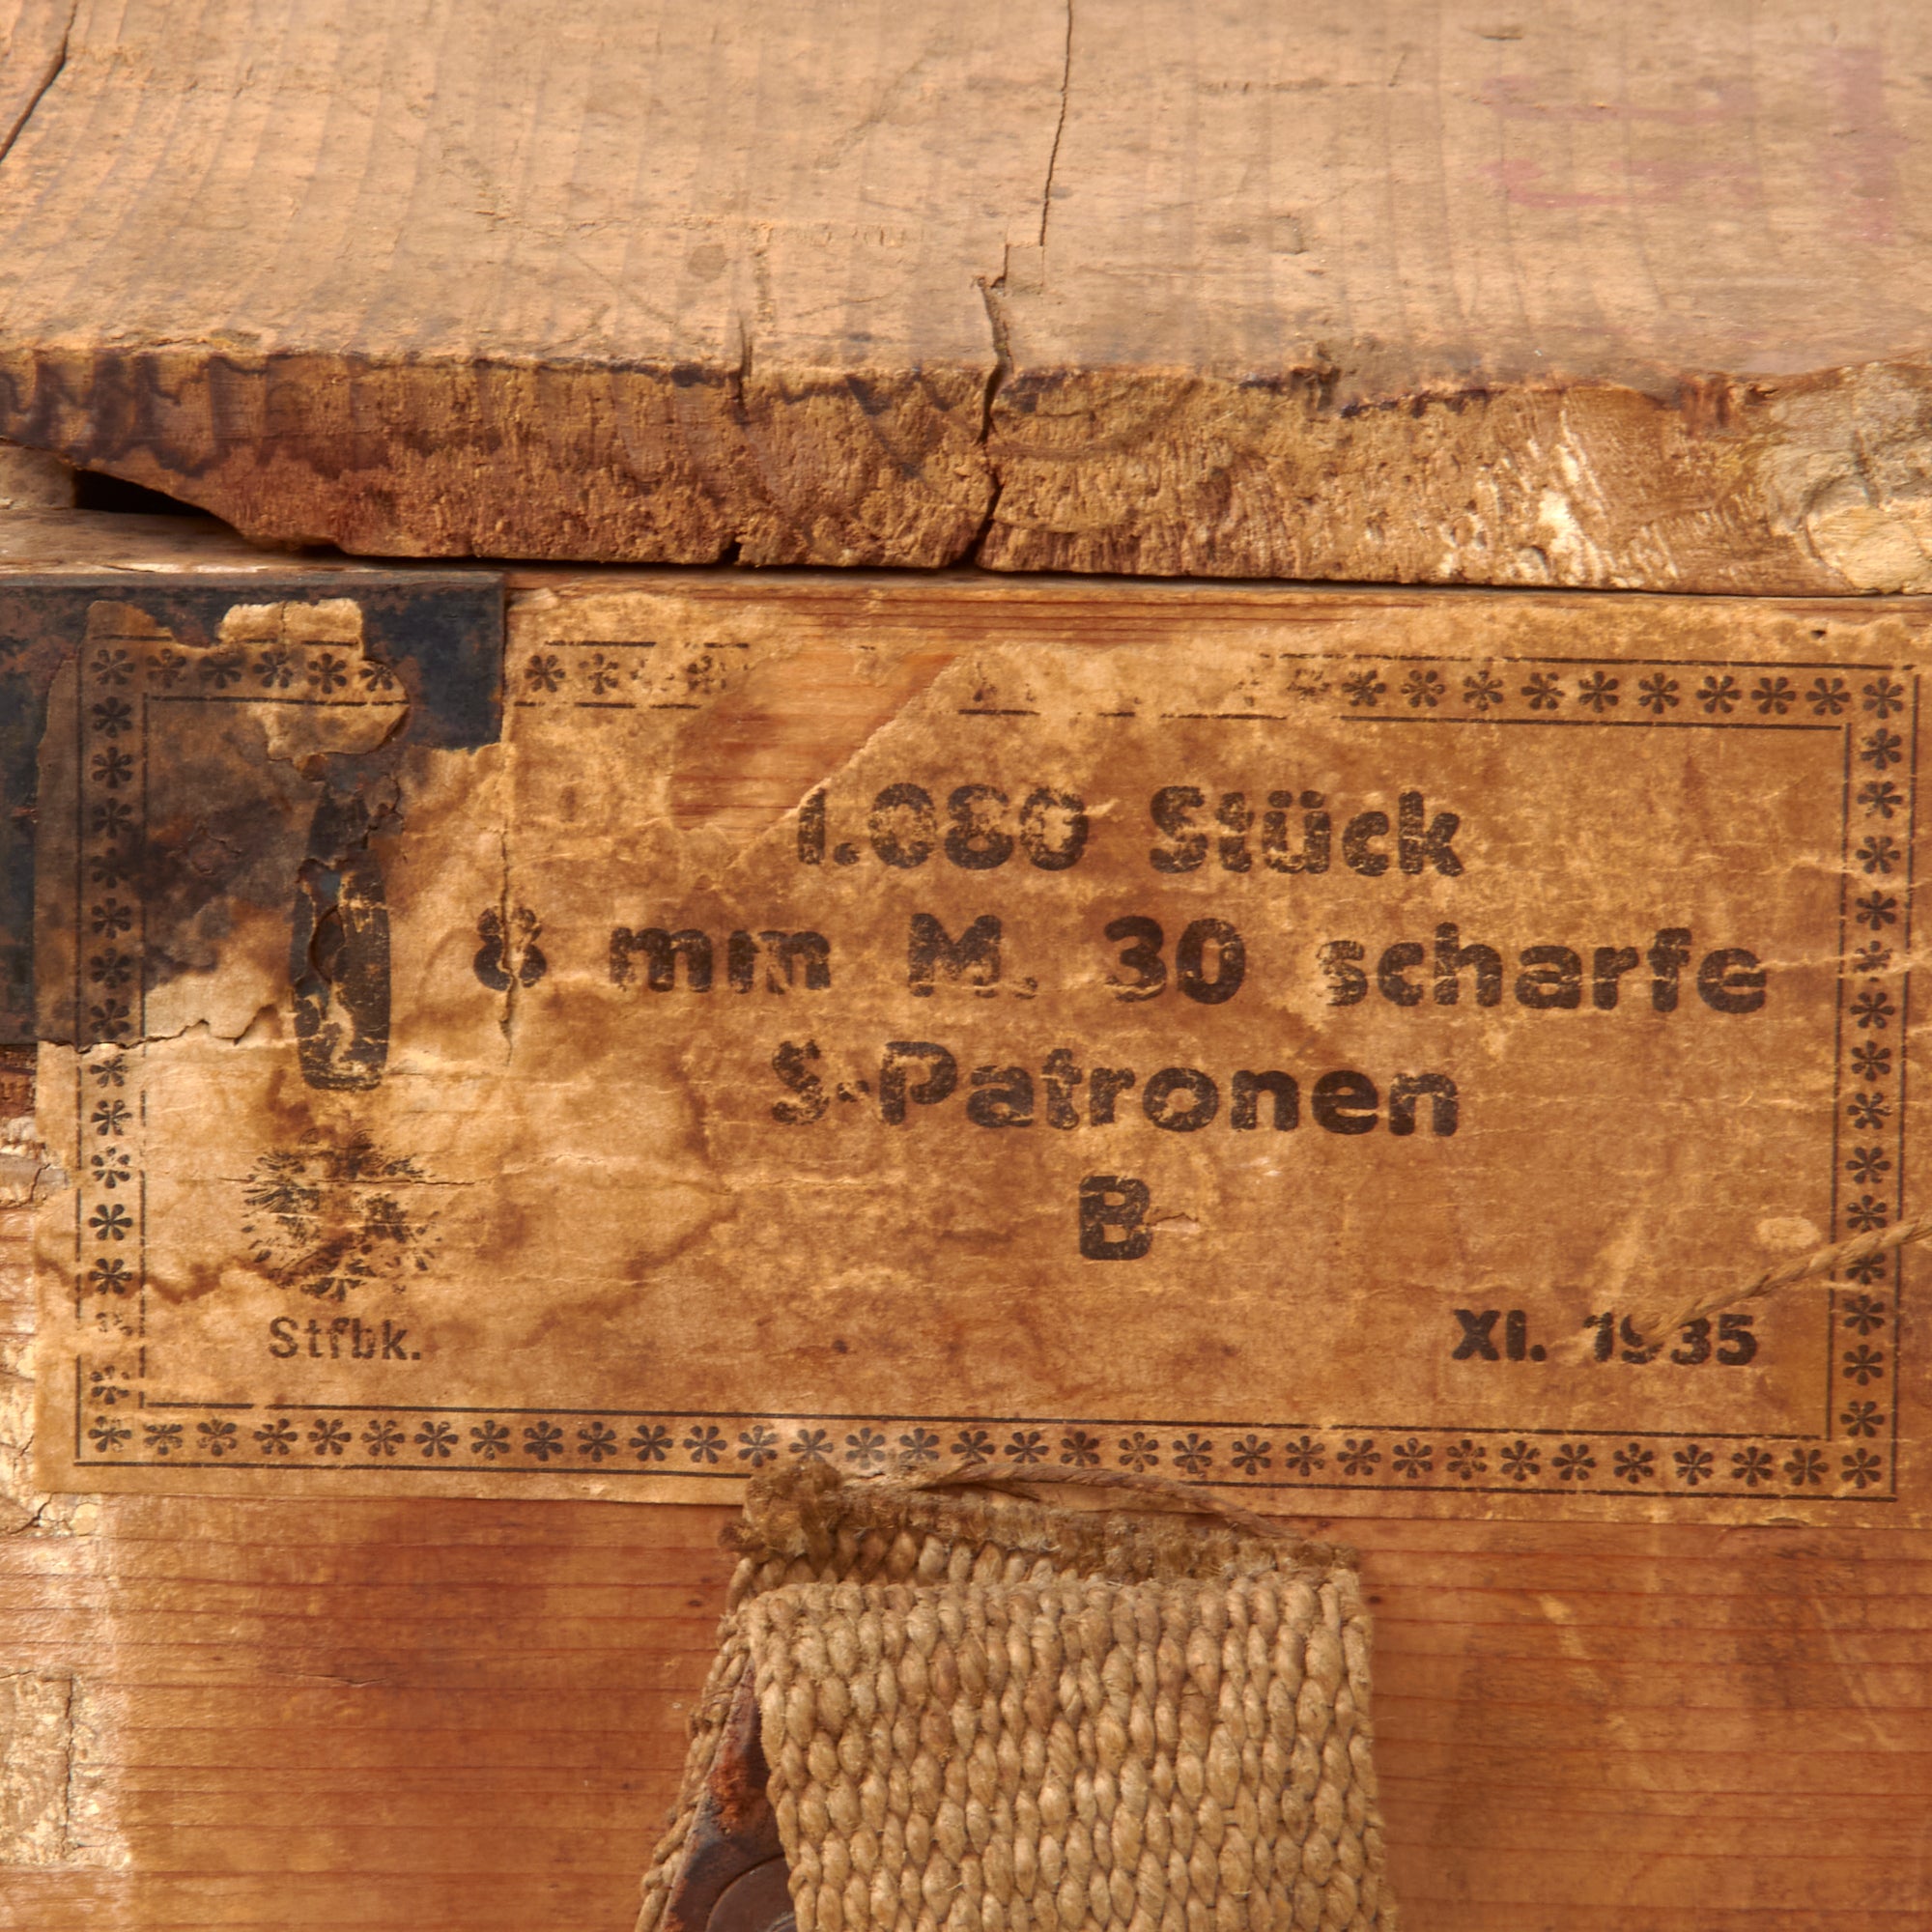 1.080 Stück
8 mm M. 30 scharfe
S-Patronen
B
Stfbk.
XI. 1935